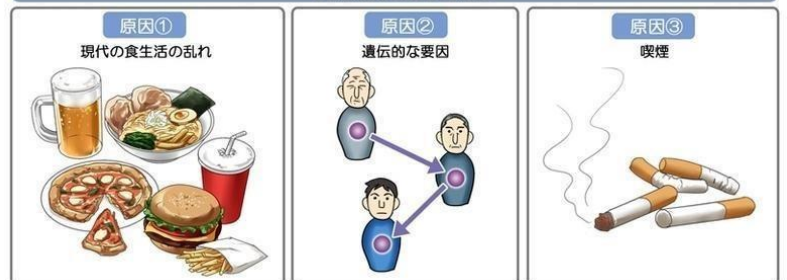 原因①
現代の食生活の乱れ
原因②
遺伝的な要因
原因③
喫煙